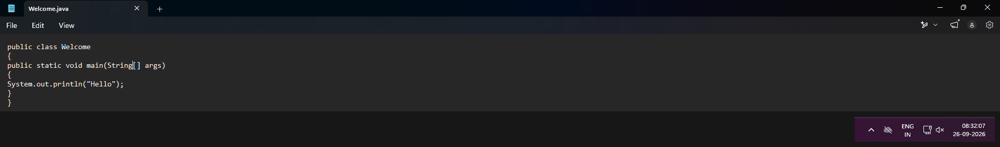 Welcome.java
File Edit View
public class Welcome
{
public static void main(String[] args)
{
System.out.println("Hello");
}
}
ENG
IN
08:32:07
26-09-2026